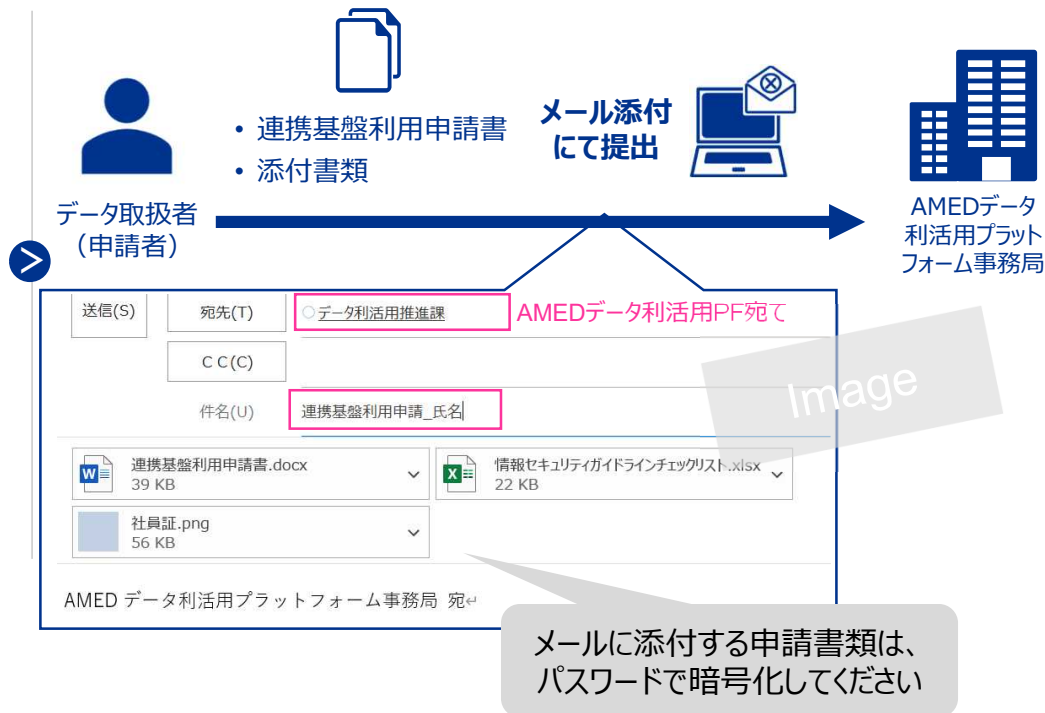 • 連携基盤利用申請書
• 添付書類
メール添付
にて提出
データ取扱者
（申請者）
AMEDデータ
利活用プラット
フォーム事務局
送信(S)
宛先(T)
データ利活用推進課
AMEDデータ利活用PF宛て
C C(C)
件名(U)
連携基盤利用申請_氏名
Image
連携基盤利用申請書.docx
39 KB
情報セキュリティガイドラインチェックリスト.xlsx
22 KB
社員証.png
56 KB
AMED データ利活用プラットフォーム事務局 宛↵
メールに添付する申請書類は、
パスワードで暗号化してください